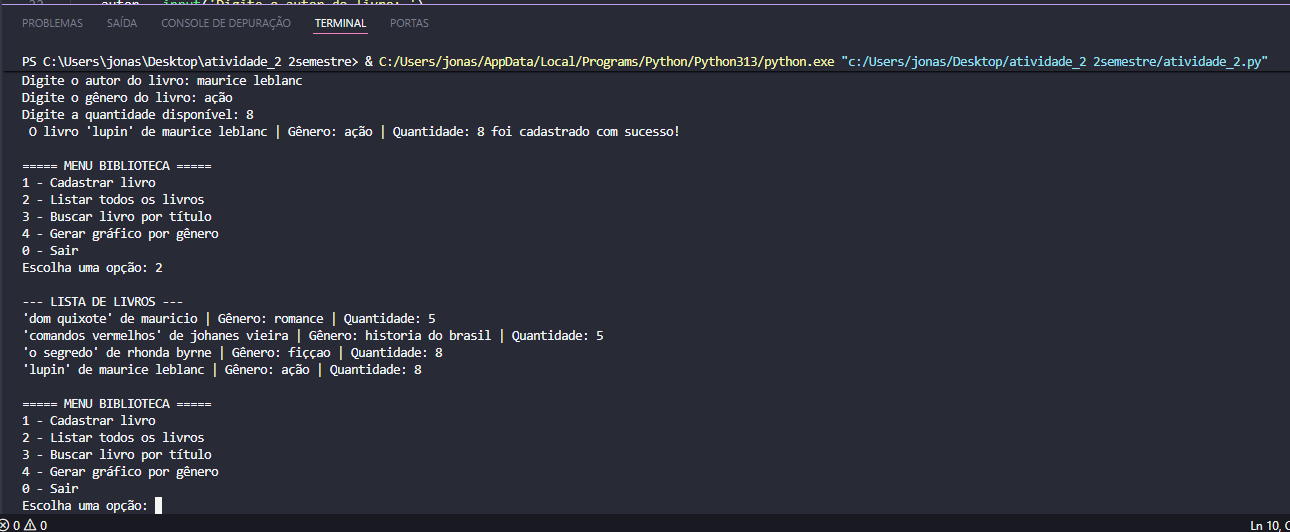 PROBLEMAS SAÍDA CONSOLE DE DEPURAÇÃO TERMINAL PORTAS
PS C:\Users\jonas\Desktop\atividade_2 2semestre> & C:/Users/jonas/AppData/Local/Programs/Python/Python313/python.exe "c:/Users/jonas/Desktop/atividade_2 2semestre/atividade_2.py"
Digite o autor do livro: maurice leblanc
Digite o gênero do livro: ação
Digite a quantidade disponível: 8
O livro 'lupin' de maurice leblanc | Gênero: ação | Quantidade: 8 foi cadastrado com sucesso!
===== MENU BIBLIOTECA =====
1 - Cadastrar livro
2 - Listar todos os livros
3 - Buscar livro por título
4 - Gerar gráfico por gênero
0 - Sair
Escolha uma opção: 2
--- LISTA DE LIVROS ---
'dom quixote' de mauricio | Gênero: romance | Quantidade: 5
'comandos vermelhos' de johanes vieira | Gênero: historia do brasil | Quantidade: 5
'o segredo' de rhonda byrne | Gênero: ficçao | Quantidade: 8
'lupin' de maurice leblanc | Gênero: ação | Quantidade: 8
===== MENU BIBLIOTECA =====
1 - Cadastrar livro
2 - Listar todos os livros
3 - Buscar livro por título
4 - Gerar gráfico por gênero
0 - Sair
Escolha uma opção:
0 0 Ln 10,